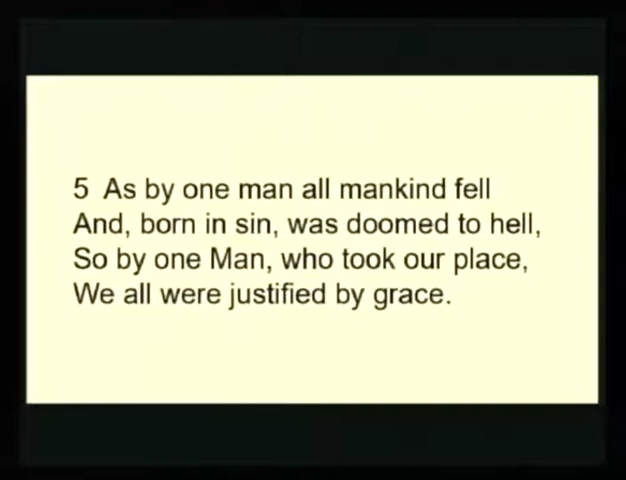 5 As by one man all mankind fell
And, born in sin, was doomed to hell,
So by one Man, who took our place,
We all were justified by grace.